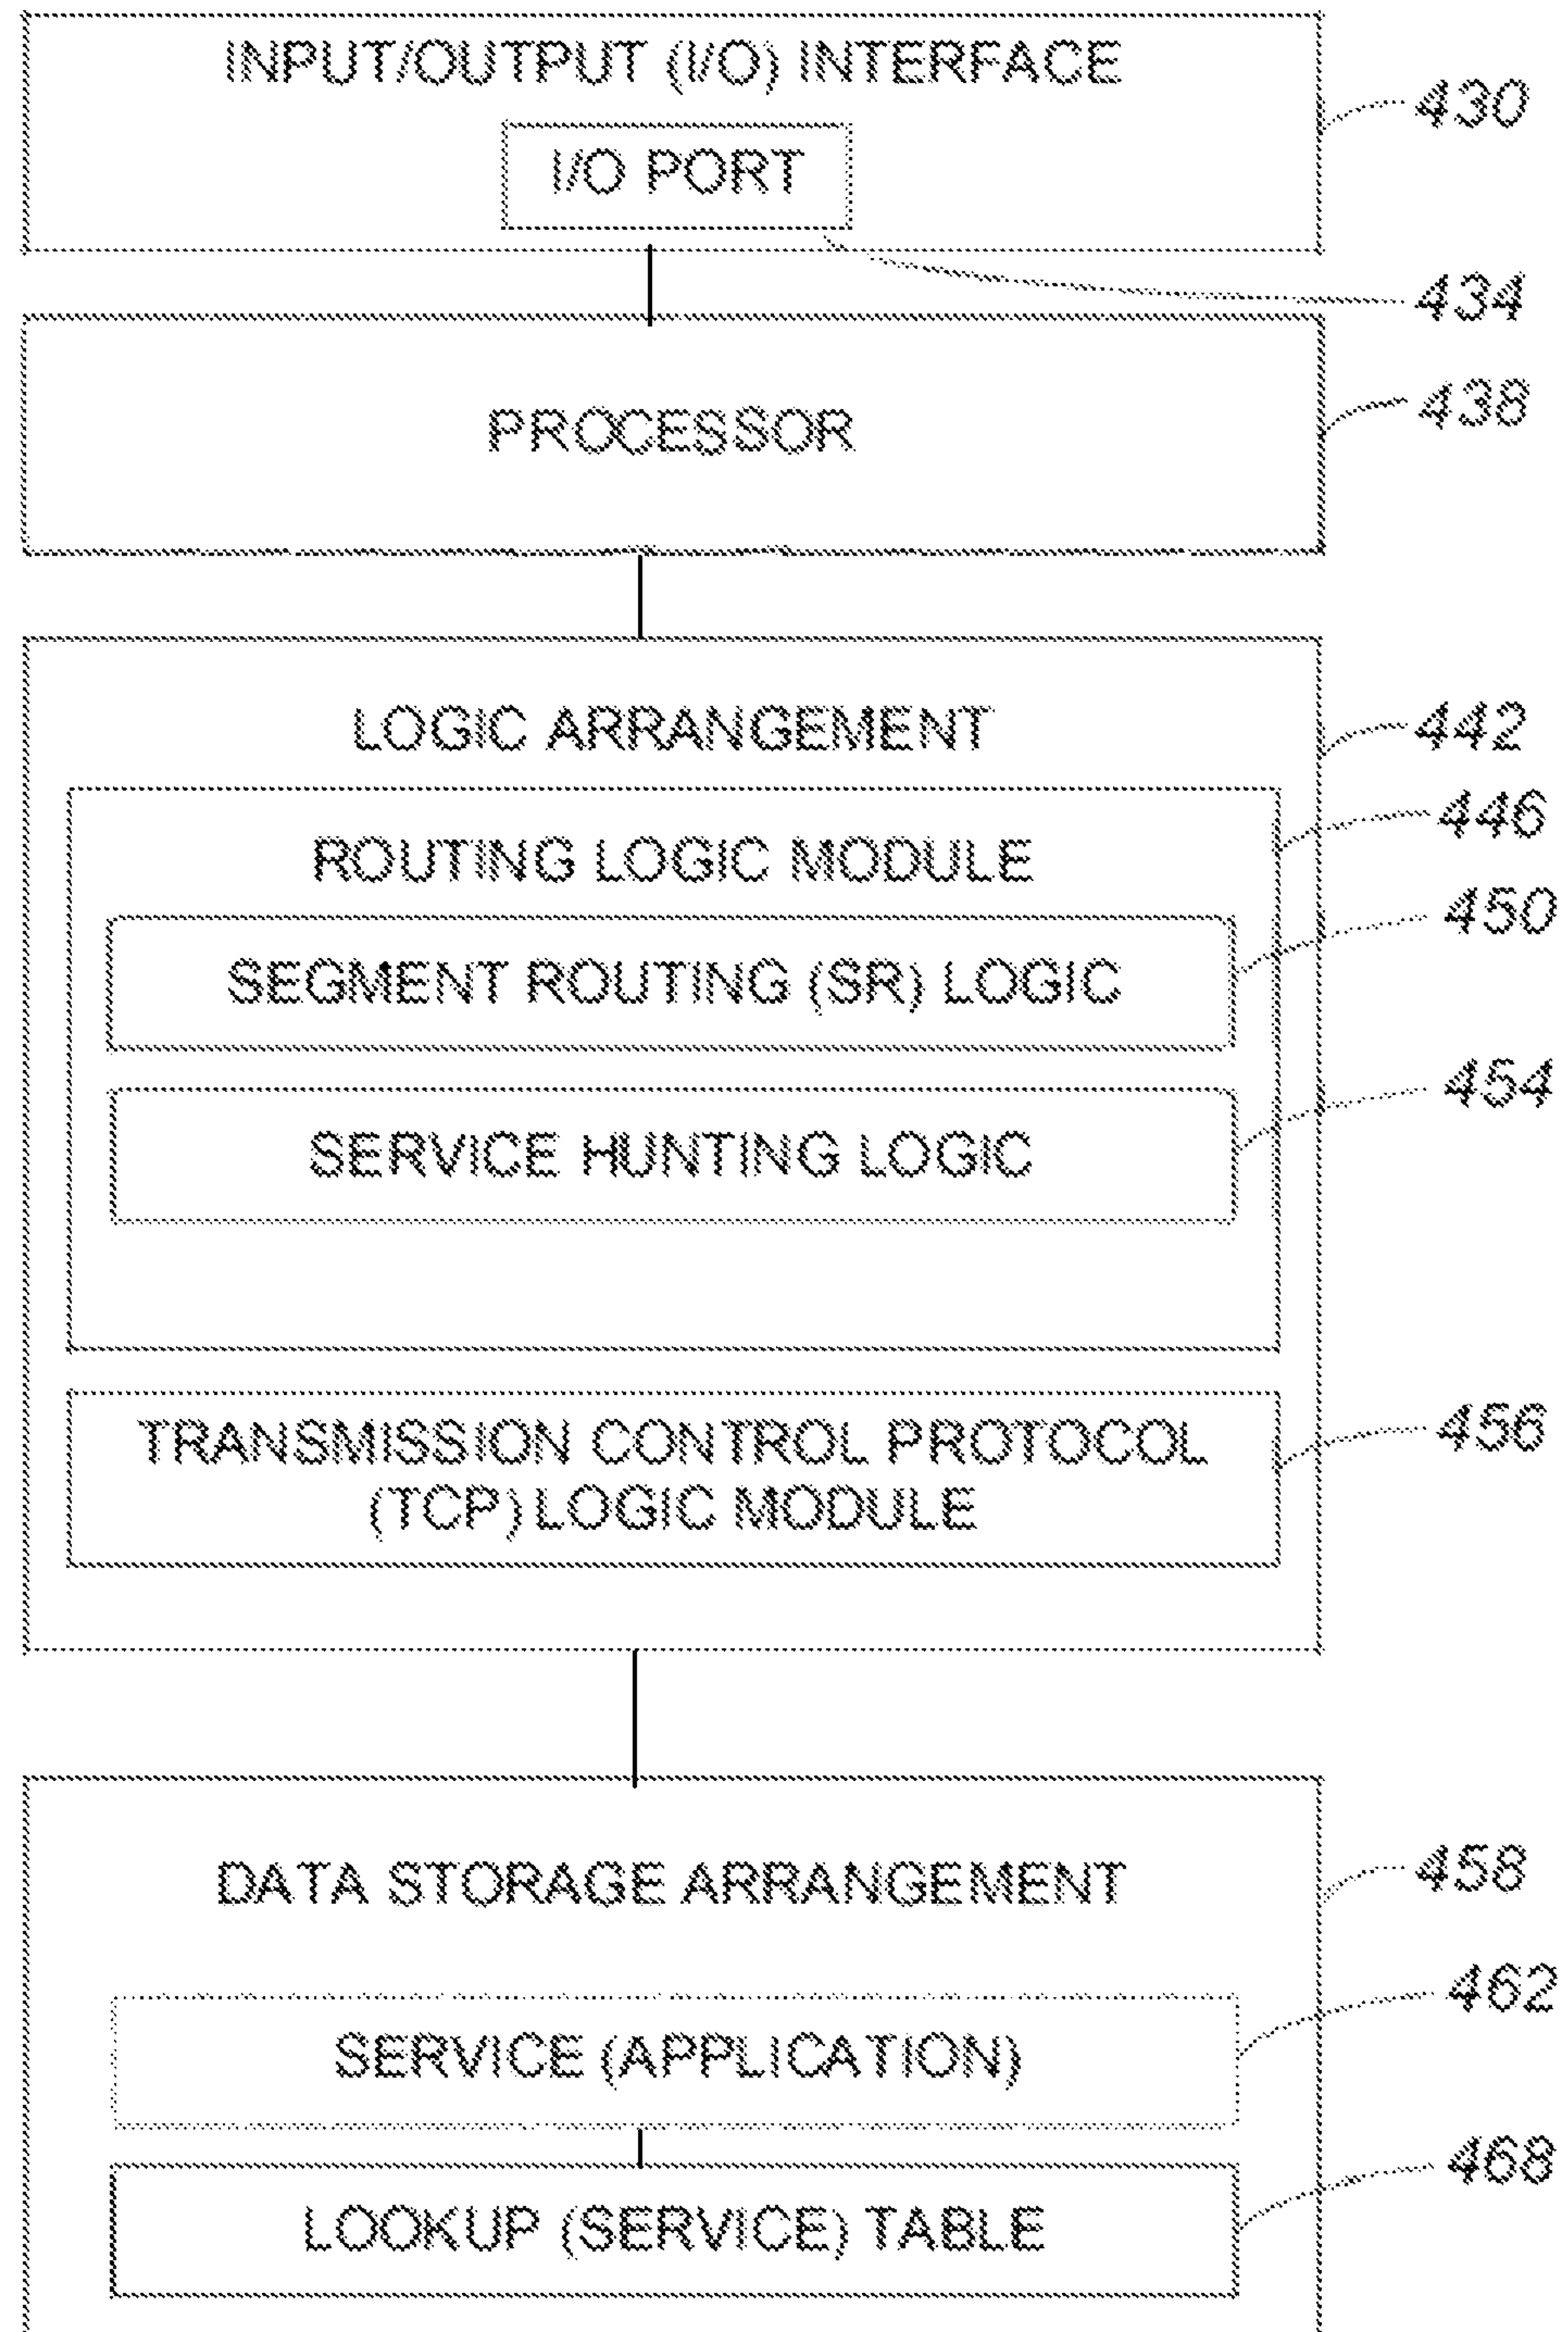 INPUT/OUTPUT (I/O) INTERFACE
430
I/O PORT
434
PROCESSOR
438
LOGIC ARRANGEMENT
442
ROUTING LOGIC MODULE
446
SEGMENT ROUTING (SR) LOGIC
450
SERVICE HUNTING LOGIC
454
TRANSMISSION CONTROL PROTOCOL
(TCP) LOGIC MODULE
456
DATA STORAGE ARRANGEMENT
458
SERVICE (APPLICATION)
462
LOOKUP (SERVICE) TABLE
468